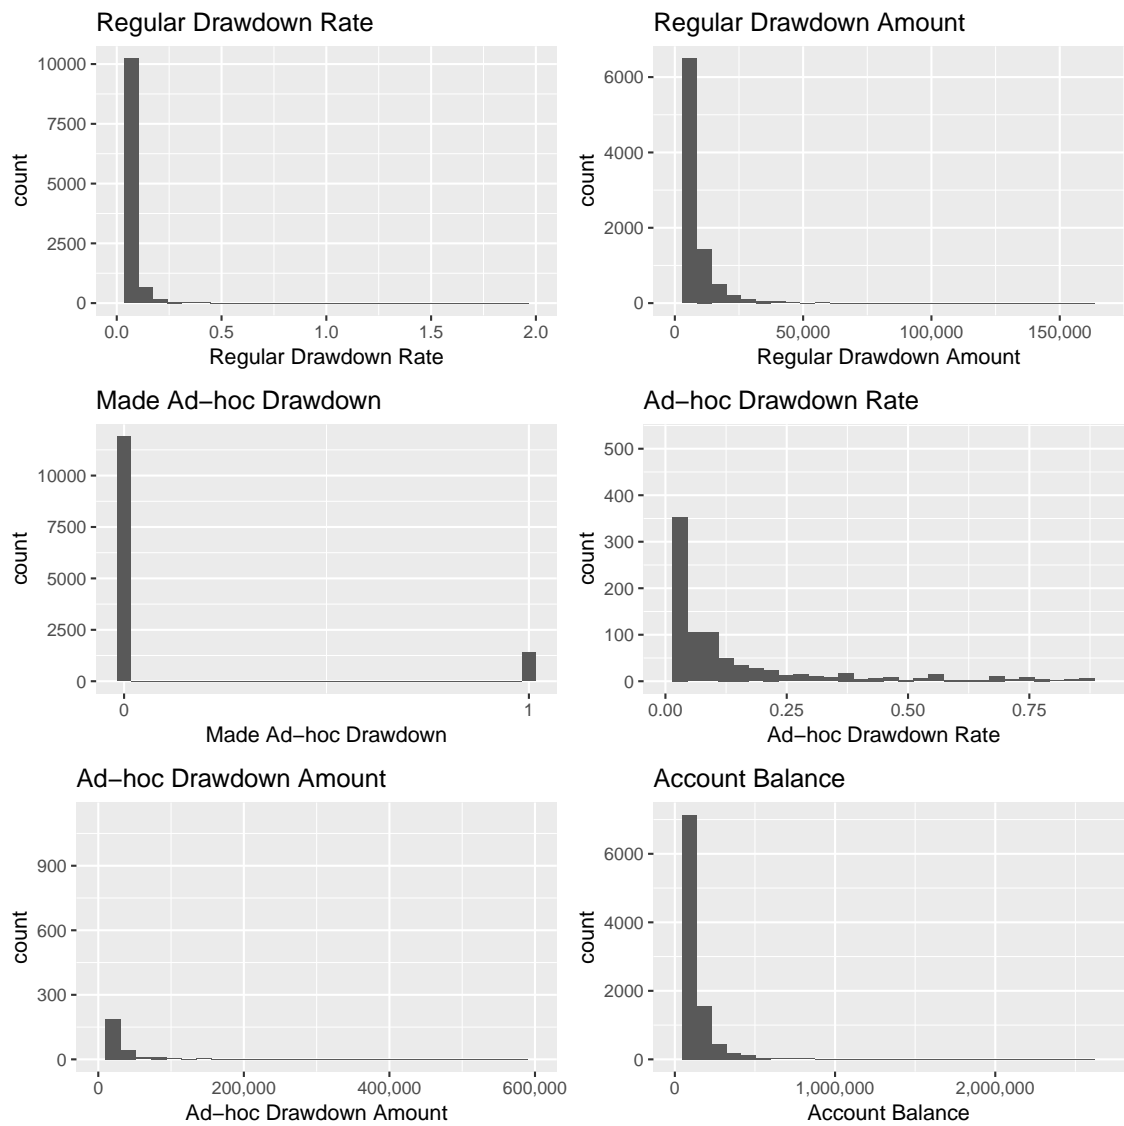 Regular Drawdown Rate
10000
7500
5000
2500
0
count
0.0 0.5 1.0 1.5 2.0
Regular Drawdown Rate
Regular Drawdown Amount
6000
4000
2000
0
count
0 50,000 100,000 150,000
Regular Drawdown Amount
Made Ad−hoc Drawdown
10000
7500
5000
2500
0
count
0 1
Made Ad−hoc Drawdown
Ad−hoc Drawdown Rate
500
400
300
200
100
0
count
0.00 0.25 0.50 0.75
Ad−hoc Drawdown Rate
Ad−hoc Drawdown Amount
900
600
300
0
count
0 200,000 400,000 600,000
Ad−hoc Drawdown Amount
Account Balance
6000
4000
2000
0
count
0 1,000,000 2,000,000
Account Balance